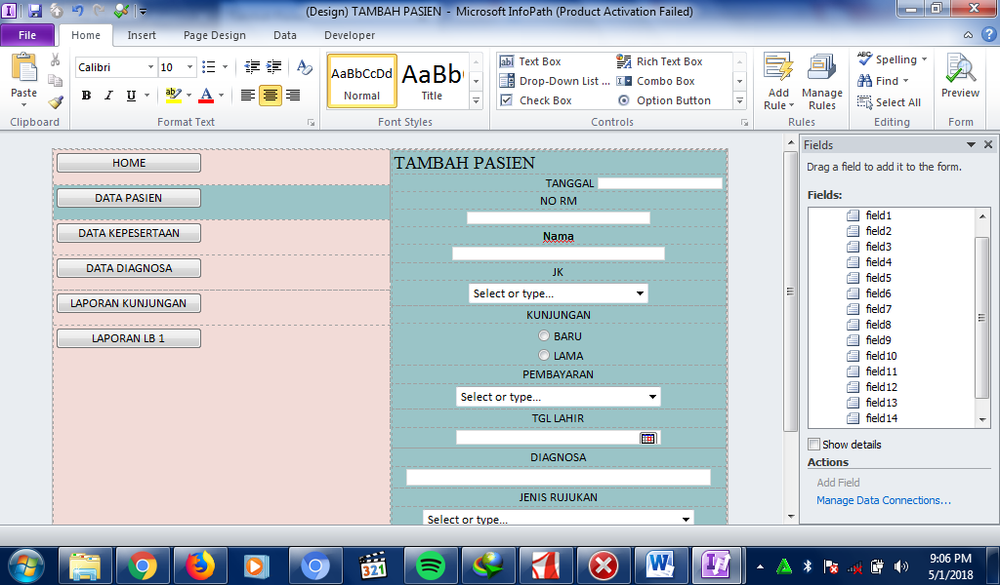 (Design) TAMBAH PASIEN - Microsoft InfoPath (Product Activation Failed)
File Home Insert Page Design Data Developer
Paste
Clipboard
Calibri 10
B I U
Format Text
AaBbCcDd AaBb(
Normal Title
Font Styles
Text Box Rich Text Box
Drop-Down List ... Combo Box
Check Box Option Button
Controls
Add Rule Manage Rules
Rules
Spelling
Find
Select All
Editing
Preview
Form
HOME
DATA PASIEN
DATA KEPESERTAAN
DATA DIAGNOSA
LAPORAN KUNJUNGAN
LAPORAN LB 1
TAMBAH PASIEN
TANGGAL
NO RM
Nama
JK
Select or type...
KUNJUNGAN
BARU
LAMA
PEMBAYARAN
Select or type...
TGL LAHIR
DIAGNOSA
JENIS RUJUKAN
Select or type...
Fields
Drag a field to add it to the form.
Fields:
field1
field2
field3
field4
field5
field6
field7
field8
field9
field10
field11
field12
field13
field14
Show details
Actions
Add Field
Manage Data Connections...
321
9:06 PM
5/1/2018